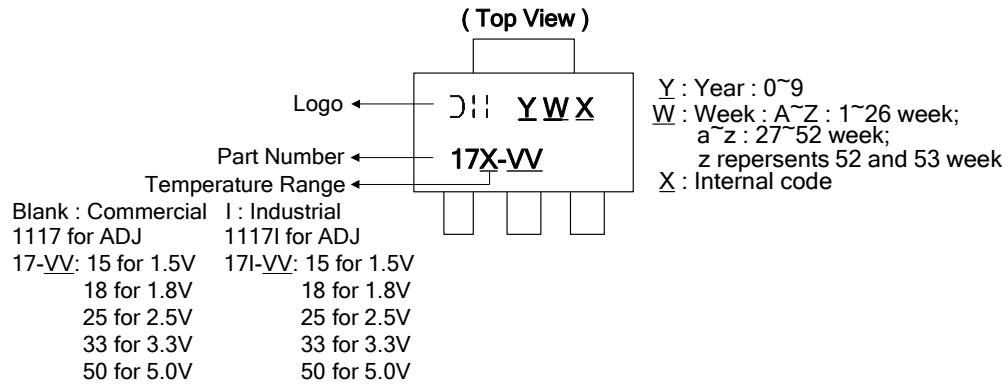 ( Top View )
Logo
Y W X
Part Number
17X-VV
Temperature Range
Y : Year : 0~9
W : Week : A~Z : 1~26 week;
a~z : 27~52 week;
z repersents 52 and 53 week
X : Internal code
Blank : Commercial I : Industrial
1117 for ADJ 1117I for ADJ
17-VV: 15 for 1.5V 17I-VV: 15 for 1.5V
18 for 1.8V 18 for 1.8V
25 for 2.5V 25 for 2.5V
33 for 3.3V 33 for 3.3V
50 for 5.0V 50 for 5.0V